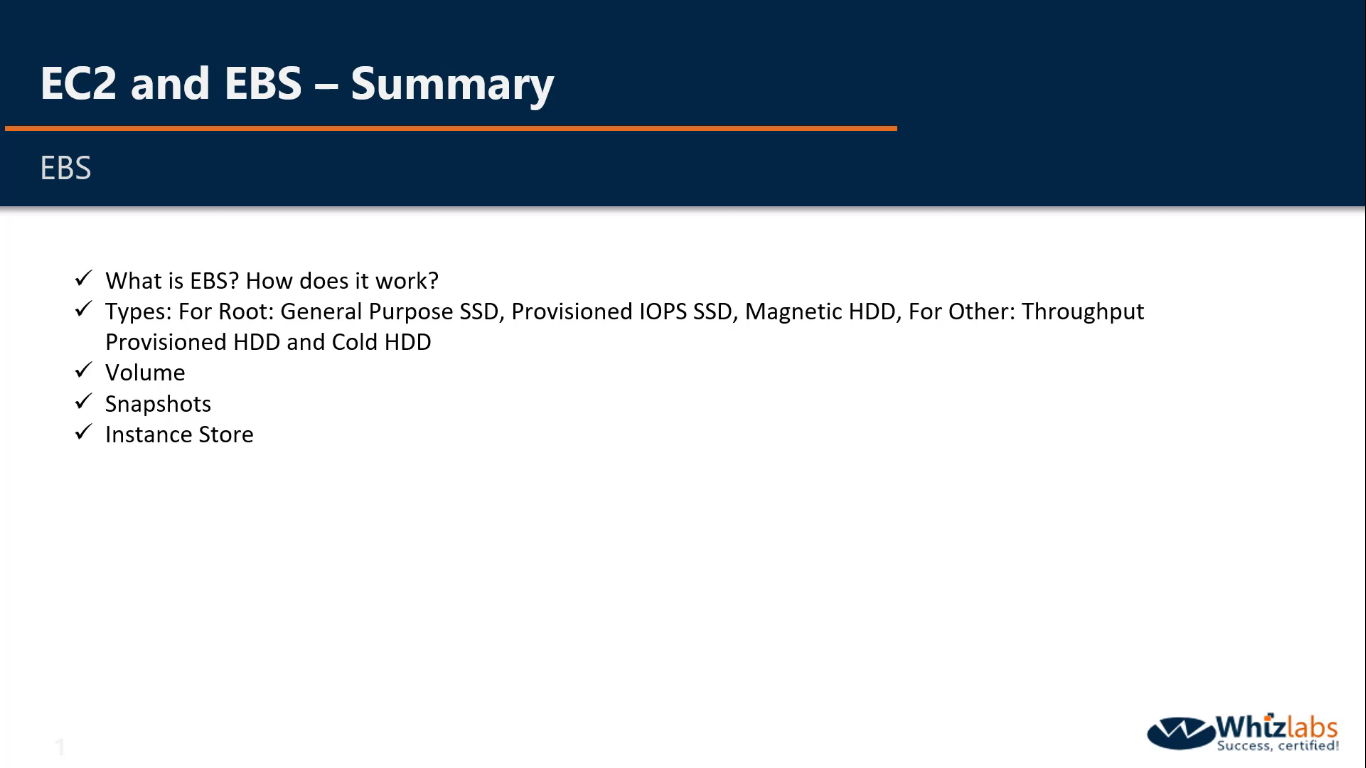 EC2 and EBS – Summary
EBS
✓ What is EBS? How does it work?
✓ Types: For Root: General Purpose SSD, Provisioned IOPS SSD, Magnetic HDD, For Other: Throughput
Provisioned HDD and Cold HDD
✓ Volume
✓ Snapshots
✓ Instance Store
1
Whizlabs
Success, certified!